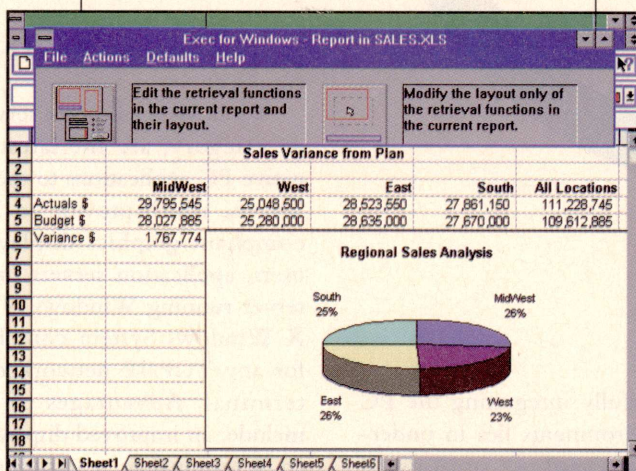 Exec for Windows - Report in SALES.XLS
File Actions Defaults Help
Edit the retrieval functions
in the current report and
their layout.
Modify the layout only of
the retrieval functions in
the current report.
1 Sales Variance from Plan
2
3 MidWest West East South All Locations
4 Actuals $ 29,795,545 25,048,500 28,523,550 27,861,150 111,228,745
5 Budget $ 28,027,885 25,280,000 28,635,000 27,670,000 109,612,885
6 Variance $ 1,767,774
7 Regional Sales Analysis
8
9
10 South MidWest
11 25% 26%
12
13
14
15 East West
16 26% 23%
17
18
Sheet1 Sheet2 Sheet3 Sheet4 Sheet5 Sheet6